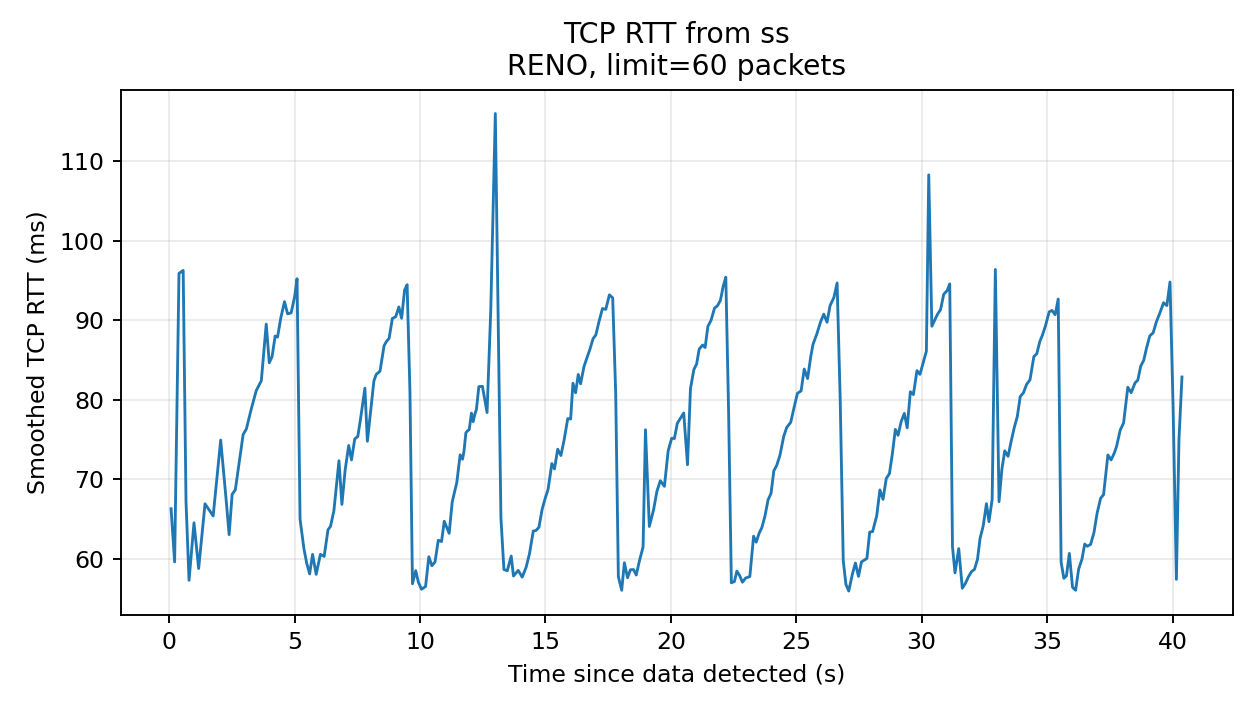 TCP RTT from ss
RENO, limit=60 packets
Smoothed TCP RTT (ms)
110
100
90
80
70
60
0 5 10 15 20 25 30 35 40
Time since data detected (s)